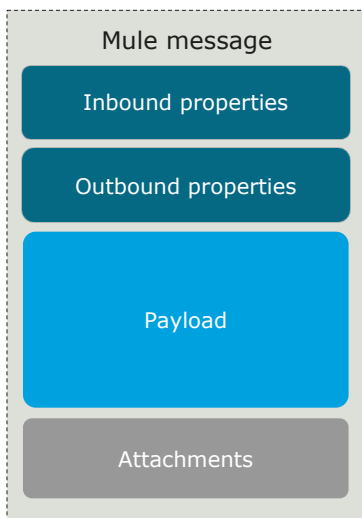 Mule message
Inbound properties
Outbound properties
Payload
Attachments